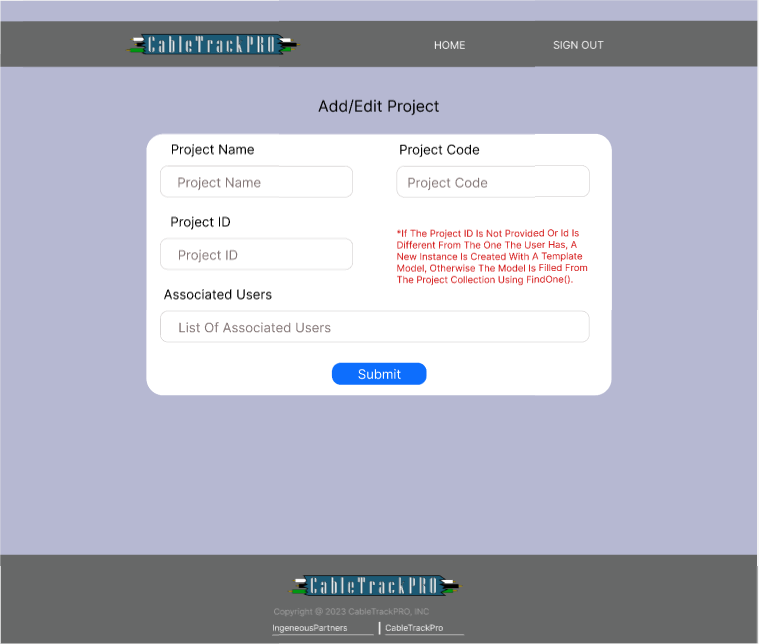 CableTrackPRO
HOME
SIGN OUT
Add/Edit Project
Project Name
Project Code
Project Name
Project Code
Project ID
Project ID
*If The Project ID Is Not Provided Or Id Is
Different From The One The User Has, A
New Instance Is Created With A Template
Model, Otherwise The Model Is Filled From
The Project Collection Using FindOne().
Associated Users
List Of Associated Users
Submit
CableTrackPRO
Copyright @ 2023 CableTrackPRO, INC
IngeneousPartners | CableTrackPro